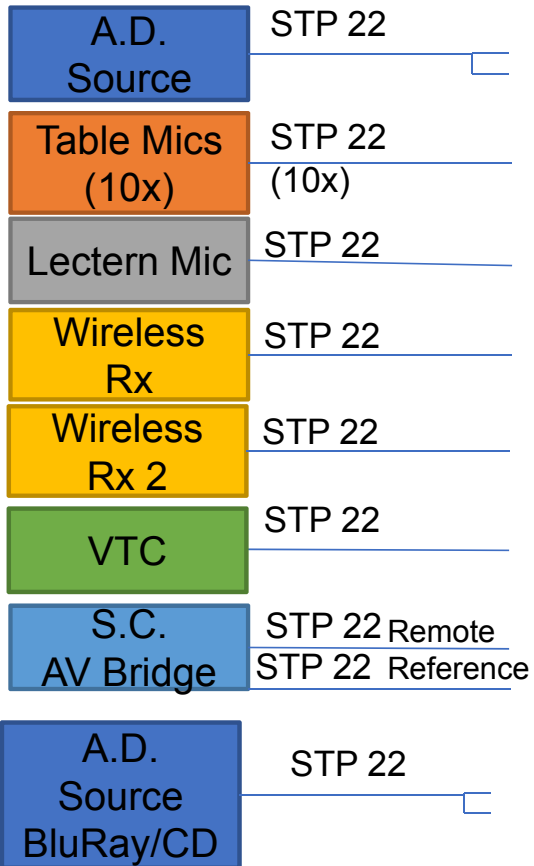 A.D.
Source
STP 22
Table Mics
(10x)
STP 22
(10x)
Lectern Mic
STP 22
Wireless
Rx
STP 22
Wireless
Rx 2
STP 22
VTC
STP 22
S.C.
AV Bridge
STP 22 Remote
STP 22 Reference
A.D.
Source
BluRay/CD
STP 22